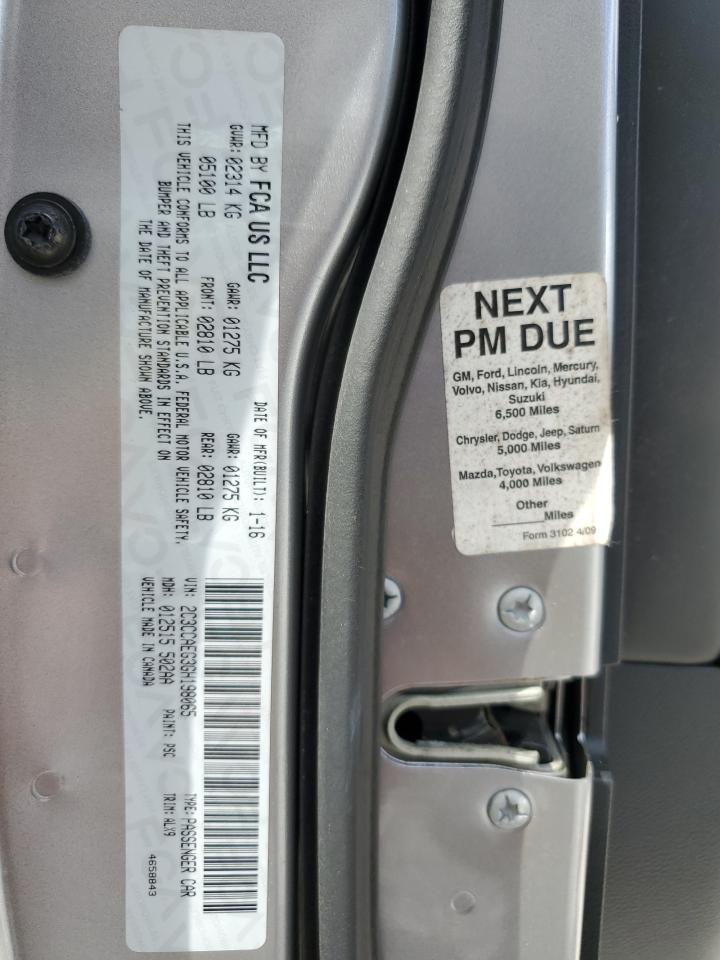 MFD BY FCA US LLC
DATE OF MFR(BUILT): 1-16
GVWR: 02314 KG
GAWR: 01275 KG
GAWR: 01275 KG
05100 LB
FRONT: 02810 LB
REAR: 02810 LB
THIS VEHICLE CONFORMS TO ALL APPLICABLE U.S.A. FEDERAL MOTOR VEHICLE SAFETY,
BUMPER AND THEFT PREVENTION STANDARDS IN EFFECT ON
THE DATE OF MANUFACTURE SHOWN ABOVE.
VIN: 2C3CCAEG3GH198065
TYPE: PASSENGER CAR
MDH: 012515 502AA
PAINT: PSC
TRIM: ALX9
VEHICLE MADE IN CANADA
4658843
NEXT
PM DUE
GM, Ford, Lincoln, Mercury,
Volvo, Nissan, Kia, Hyundai,
Suzuki
6,500 Miles
Chrysler, Dodge, Jeep, Saturn
5,000 Miles
Mazda,Toyota, Volkswagen
4,000 Miles
Other
______Miles
Form 3102 4/09